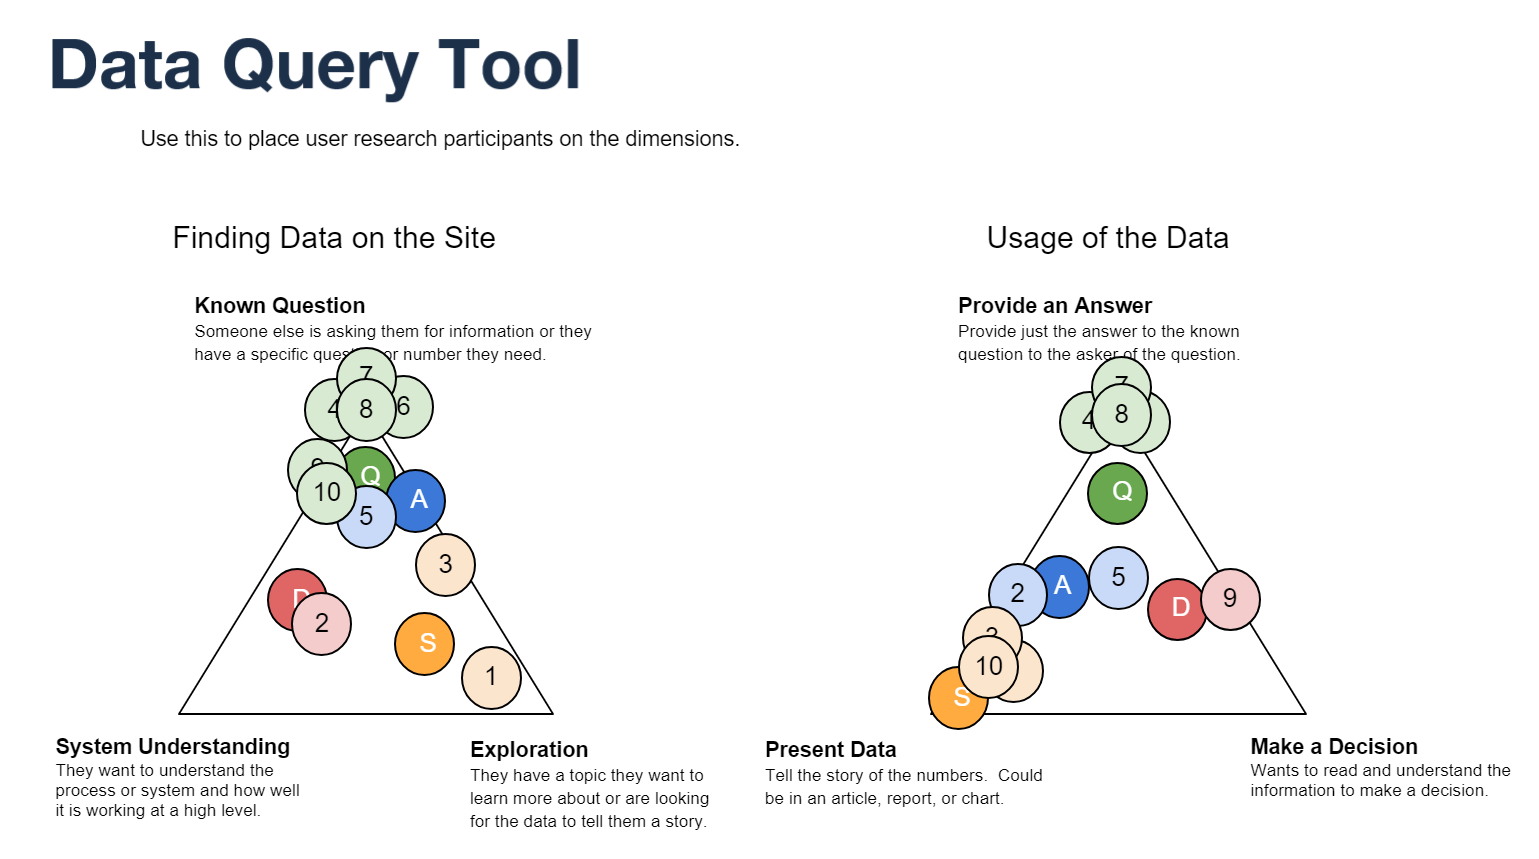 Data Query Tool
Use this to place user research participants on the dimensions.
Finding Data on the Site
Usage of the Data
Known Question
Someone else is asking them for information or they
have a specific or number they need.
Provide an Answer
Provide just the answer to the known
question to the asker of the question.
7
4
8
6
Q
10
A
5
3
D
2
S
1
7
4
8
Q
2
A
5
D
9
3
10
S
System Understanding
They want to understand the
process or system and how well
it is working at a high level.
Exploration
They have a topic they want to
learn more about or are looking
for the data to tell them a story.
Present Data
Tell the story of the numbers.  Could
be in an article, report, or chart.
Make a Decision
Wants to read and understand the
information to make a decision.